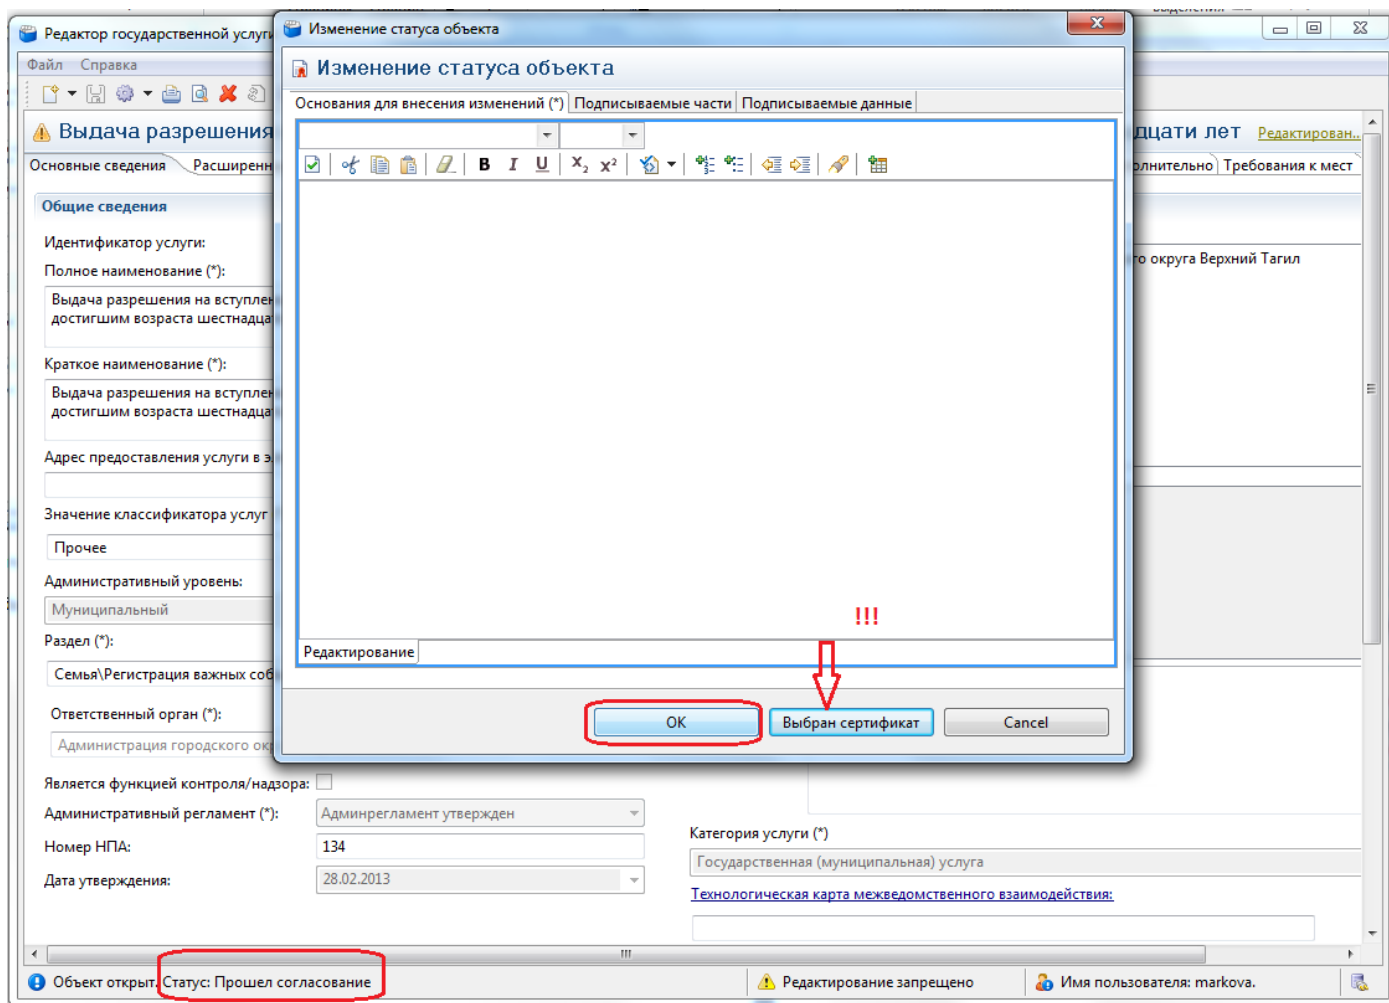 выделения
Редактор государственной услуги
Изменение статуса объекта
Файл Справка
Изменение статуса объекта
Основания для внесения изменений (*) Подписываемые части Подписываемые данные
Выдача разрешения
дцати лет Редактирован...
Основные сведения Расширенн
олнительно Требования к мест
B I U X₂ x²
Общие сведения
Идентификатор услуги:
го округа Верхний Тагил
Полное наименование (*):
Выдача разрешения на вступлен
достигшим возраста шестнадца
Краткое наименование (*):
Выдача разрешения на вступлен
достигшим возраста шестнадца
Адрес предоставления услуги в э
Значение классификатора услуг
Прочее
Административный уровень:
Муниципальный
!!!
Раздел (*):
Редактирование
Семья\Регистрация важных соб
Ответственный орган (*):
OK Выбран сертификат Cancel
Администрация городского окр
Является функцией контроля/надзора:
Административный регламент (*): Админрегламент утвержден
Категория услуги (*)
Номер НПА: 134
Государственная (муниципальная) услуга
Дата утверждения: 28.02.2013
Технологическая карта межведомственного взаимодействия:
Объект открыт. Статус: Прошел согласование Редактирование запрещено Имя пользователя: markova.